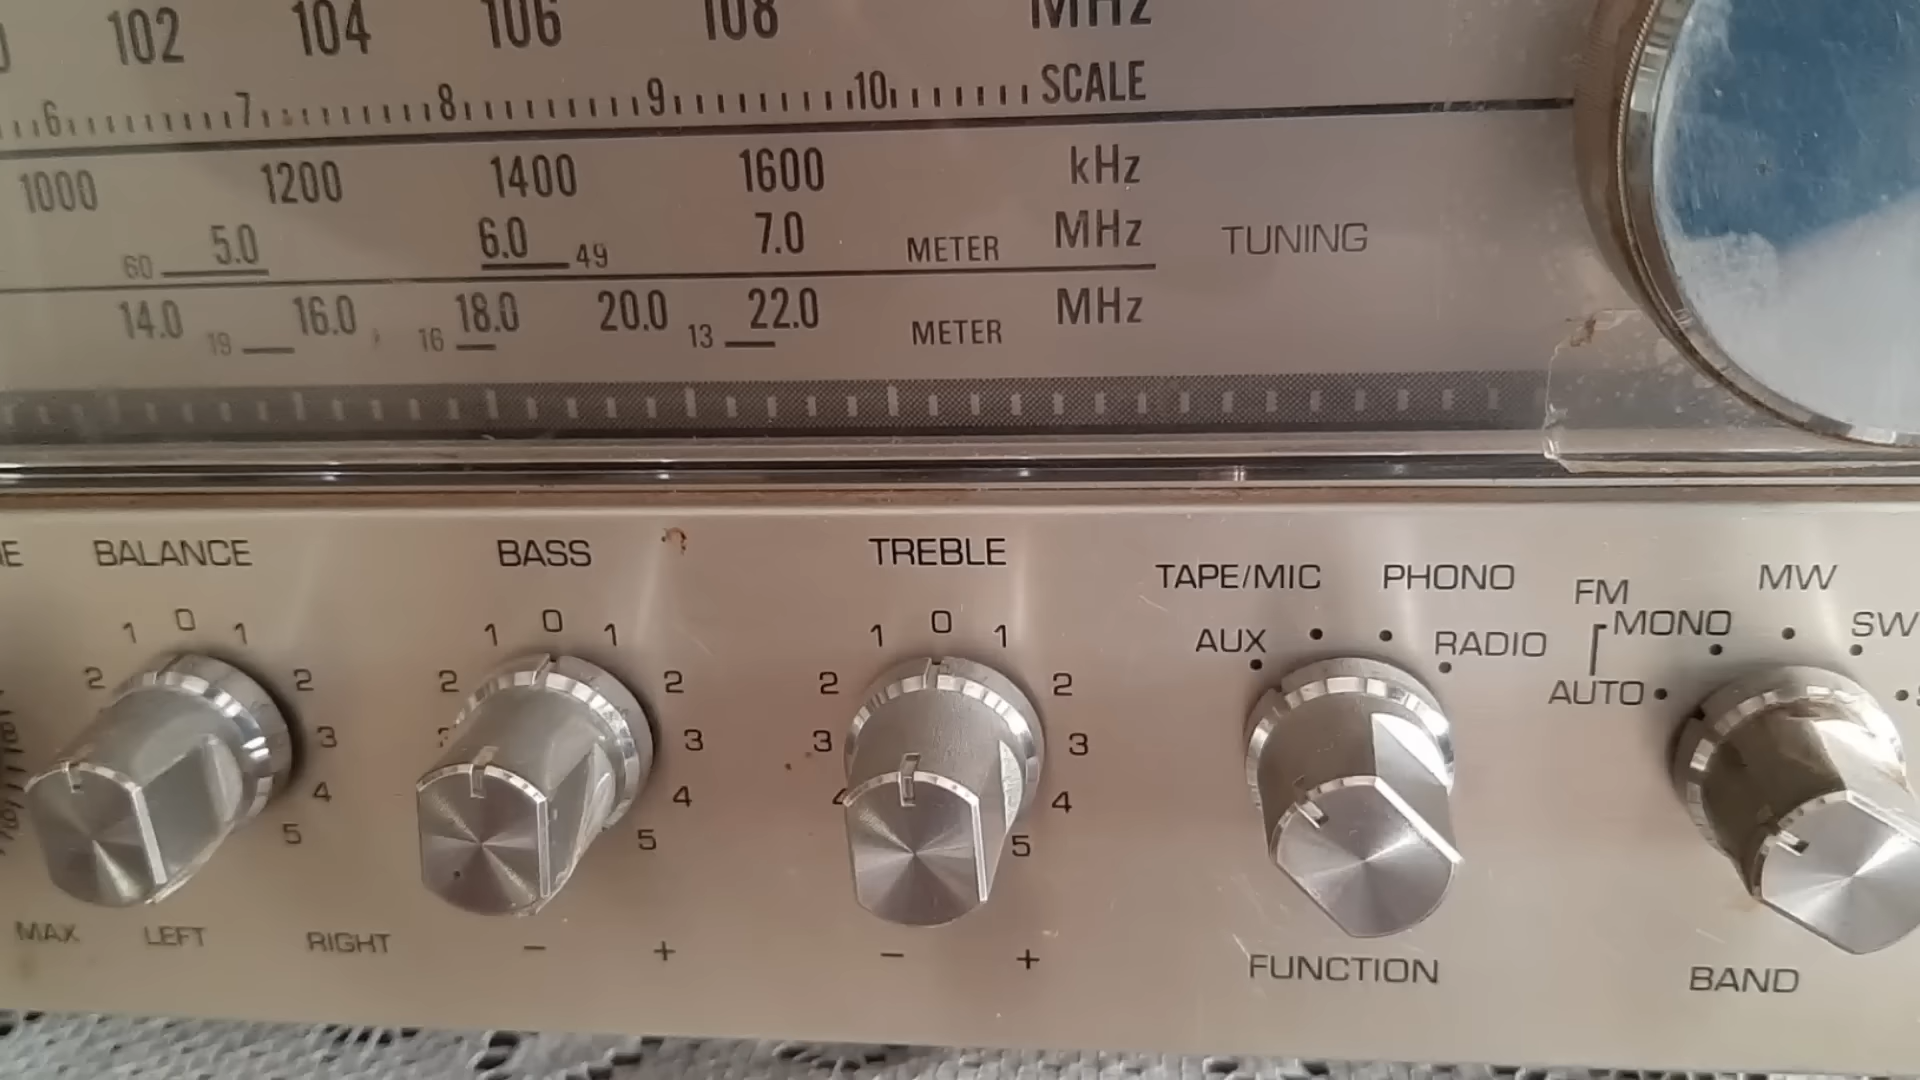 102 104 106 108 MHz
6 7 8 9 10 SCALE
1000 1200 1400 1600 kHz
60 5.0 6.0 49 7.0 METER MHz
TUNING
14.0 19 16.0 16 18.0 20.0 13 22.0 METER MHz
BALANCE BASS TREBLE
TAPE/MIC PHONO FM MW
1 0 1 1 0 1 1 0 1
AUX RADIO MONO SW
2 2 2 2 2 2 AUTO
3 3 3 3
4 4 4 4
5 5 5
MAX LEFT RIGHT - + - +
FUNCTION BAND